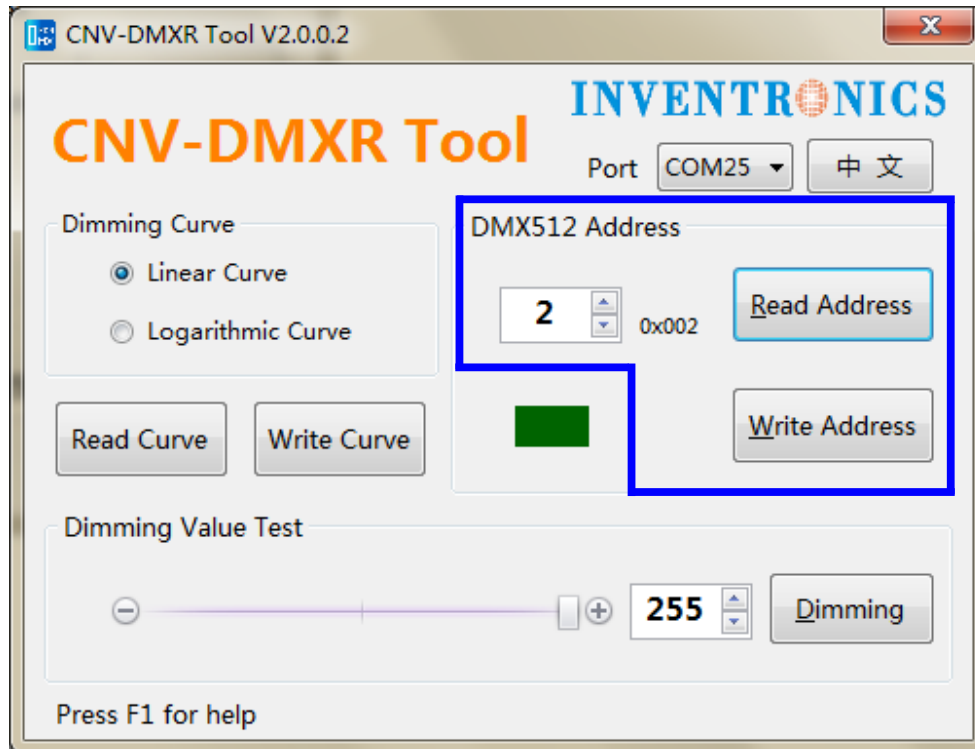 CNV-DMXR Tool V2.0.0.2
INVENTRONICS
CNV-DMXR Tool
Port COM25 中文
Dimming Curve
Linear Curve
Logarithmic Curve
Read Curve Write Curve
DMX512 Address
2 0x002 Read Address
Write Address
Dimming Value Test
255 Dimming
Press F1 for help